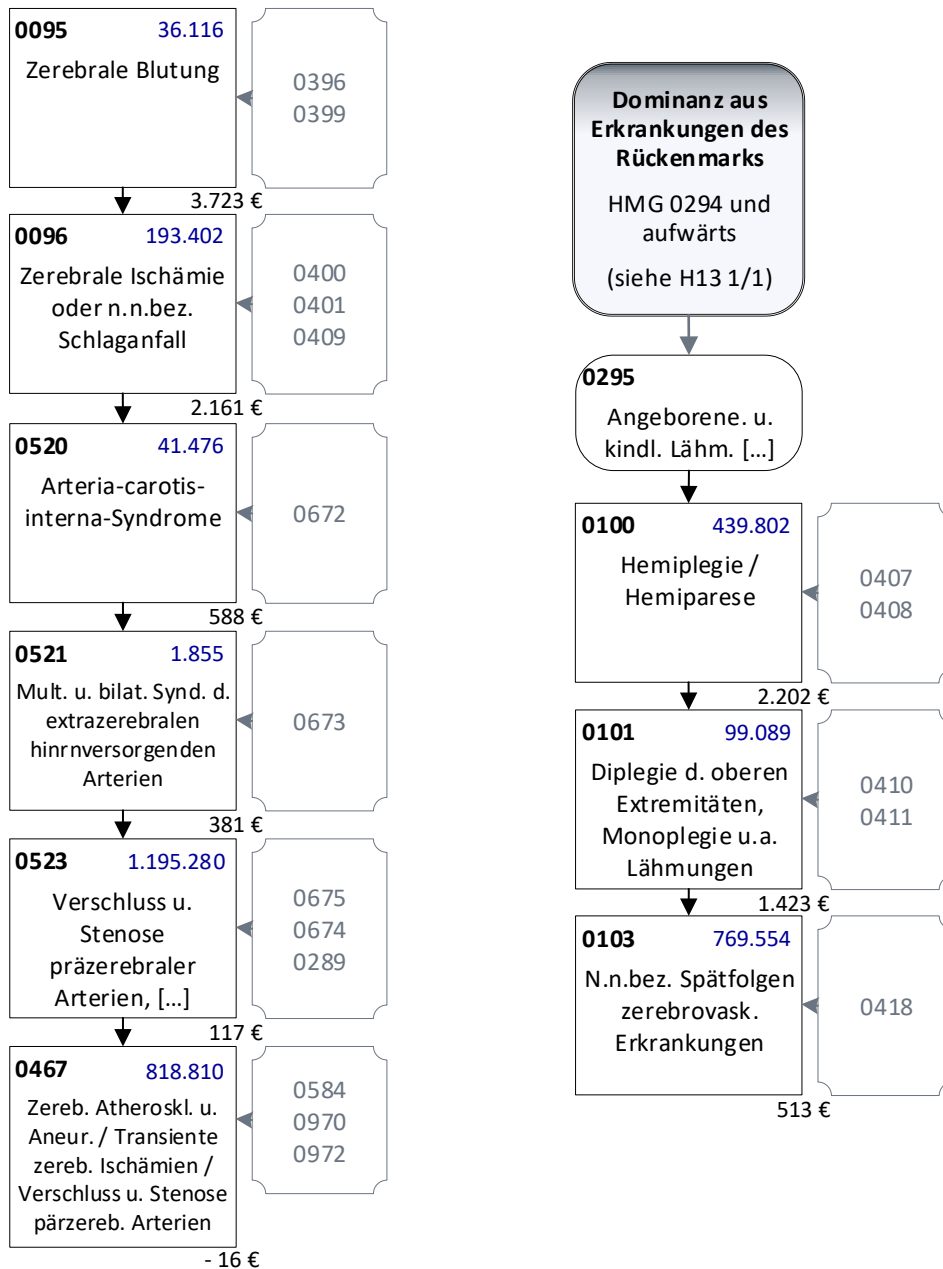 0095 36.116
Zerebrale Blutung
0396
0399
3.723 €
0096 193.402
Zerebrale Ischämie
oder n.n.bez.
Schlaganfall
0400
0401
0409
2.161 €
0520 41.476
Arteria-carotis-
interna-Syndrome
0672
588 €
0521 1.855
Mult. u. bilat. Synd. d.
extrazerebralen
hinrnversorgenden
Arterien
0673
381 €
0523 1.195.280
Verschluss u.
Stenose
präzerebraler
Arterien, [...]
0675
0674
0289
117 €
0467 818.810
Zereb. Atheroskl. u.
Aneur. / Transiente
zereb. Ischämien /
Verschluss u. Stenose
pärzereb. Arterien
0584
0970
0972
- 16 €
Dominanz aus
Erkrankungen des
Rückenmarks
HMG 0294 und
aufwärts
(siehe H13 1/1)
0295
Angeborene. u.
kindl. Lähm. [...]
0100 439.802
Hemiplegie /
Hemiparese
0407
0408
2.202 €
0101 99.089
Diplegie d. oberen
Extremitäten,
Monoplegie u.a.
Lähmungen
0410
0411
1.423 €
0103 769.554
N.n.bez. Spätfolgen
zerebrovask.
Erkrankungen
0418
513 €